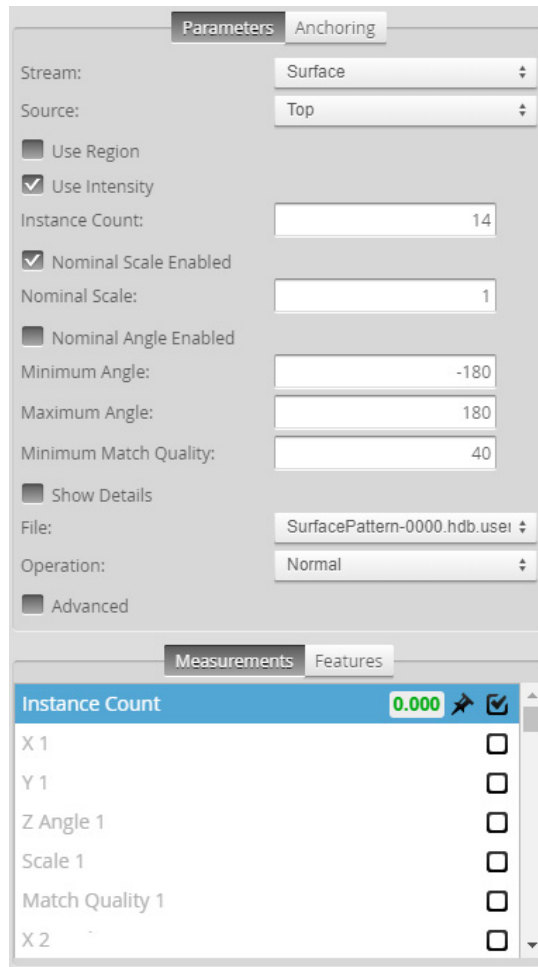 Parameters Anchoring
Stream: Surface
Source: Top
Use Region
Use Intensity
Instance Count: 14
Nominal Scale Enabled
Nominal Scale: 1
Nominal Angle Enabled
Minimum Angle: -180
Maximum Angle: 180
Minimum Match Quality: 40
Show Details
File: SurfacePattern-0000.hdb.user
Operation: Normal
Advanced
Measurements Features
Instance Count 0.000
X 1
Y 1
Z Angle 1
Scale 1
Match Quality 1
X 2